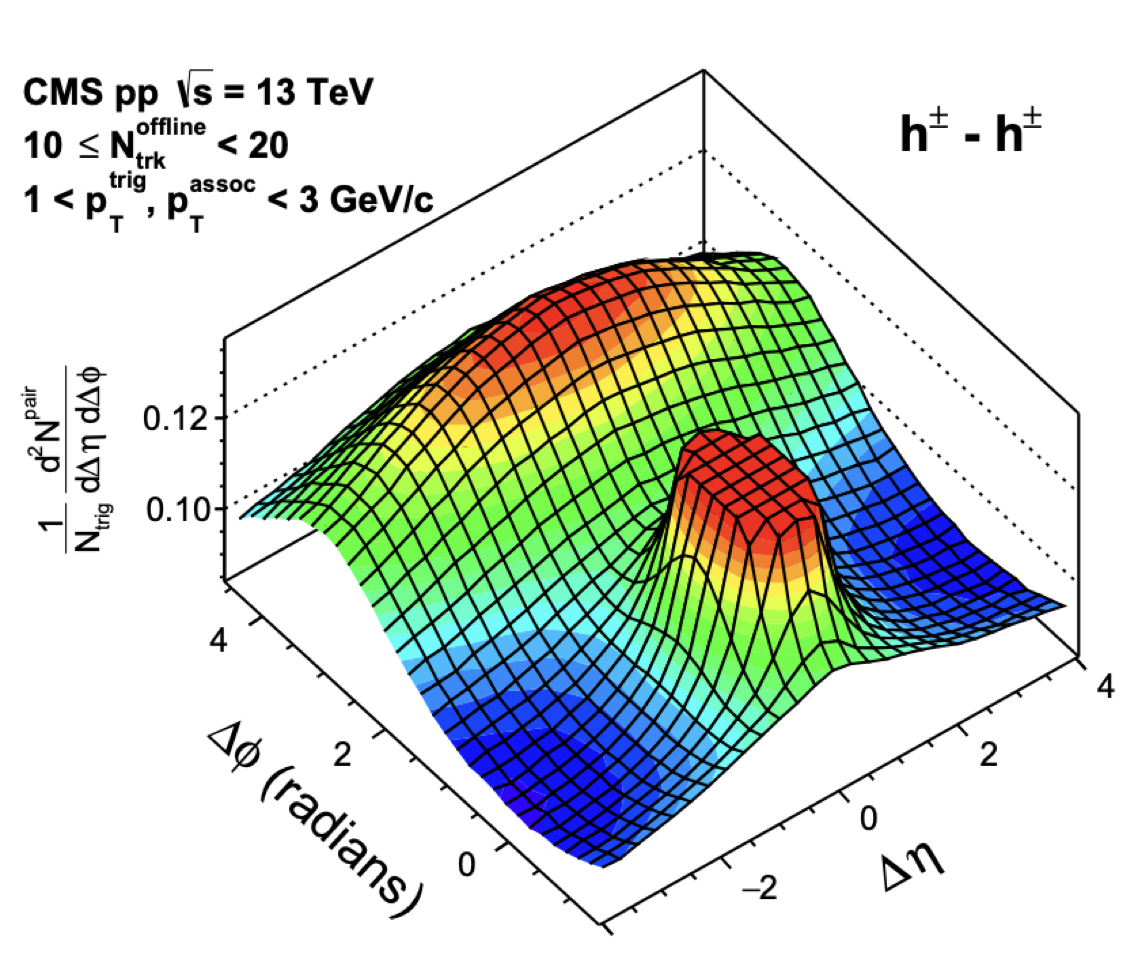 CMS pp √s = 13 TeV
10 ≤ N_trk^offline < 20
1 < p_T^trig, p_T^assoc < 3 GeV/c
h± - h±
1/N_trig d²N^pair/dΔη dΔϕ
0.12
0.10
4
2
0
Δϕ (radians)
4
2
0
−2
Δη